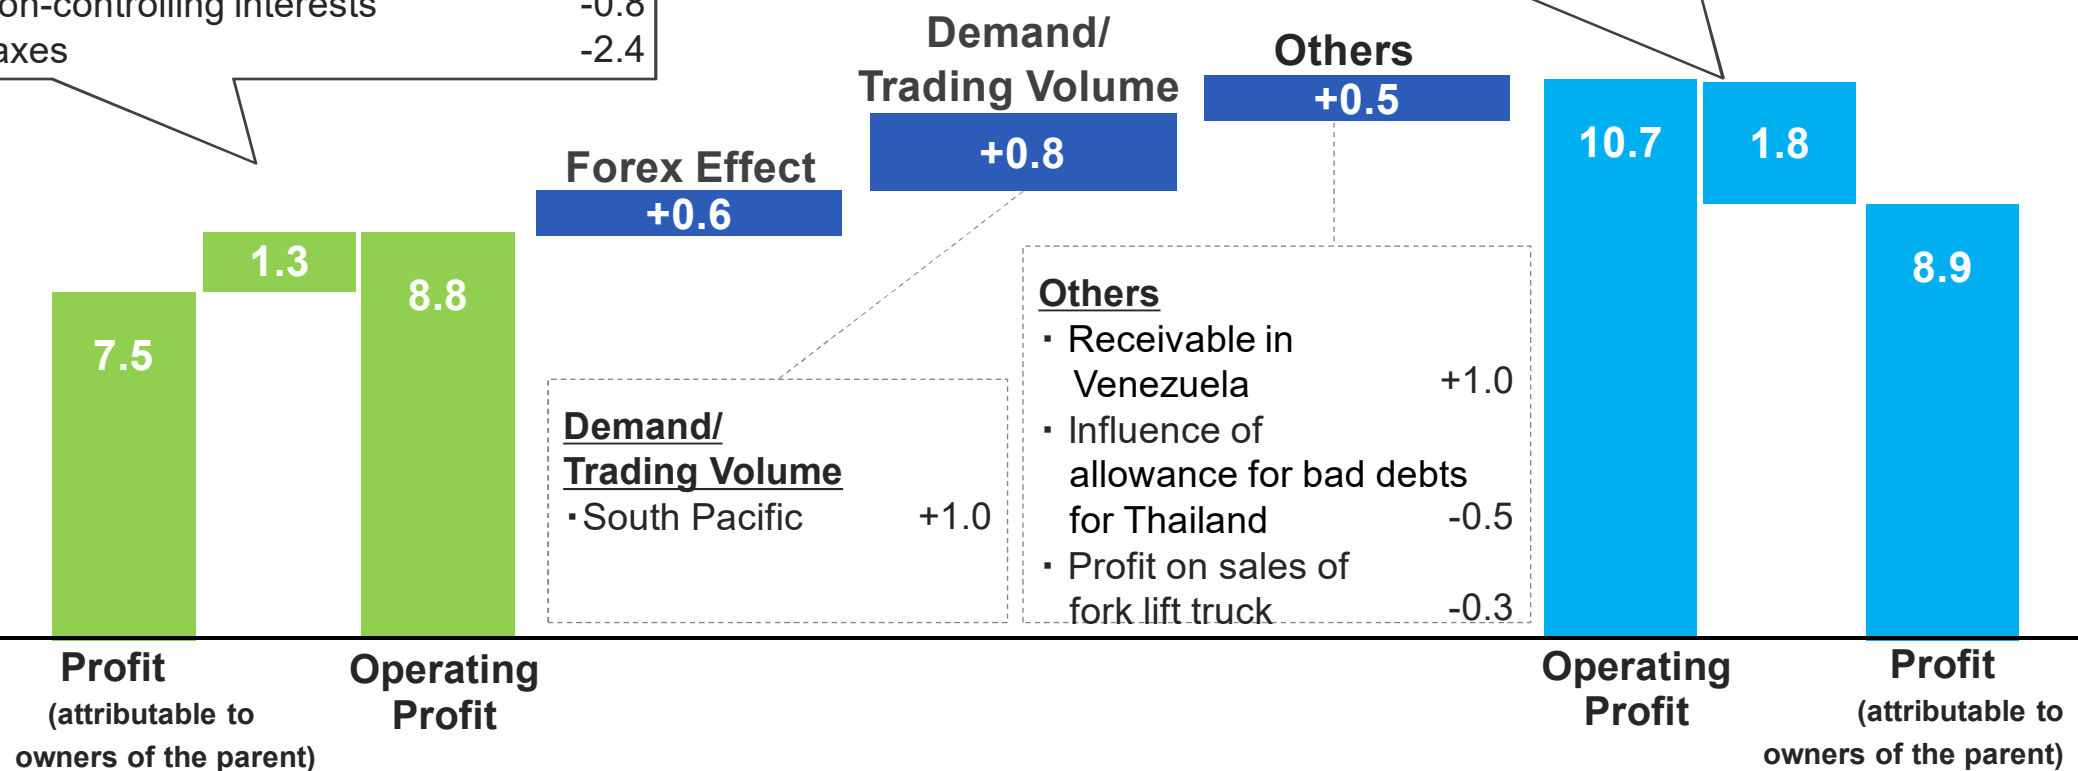 interests -0.8
-2.4
Demand/
Trading Volume
Others
+0.5
+0.8
Forex Effect
+0.6
10.7
1.8
1.3
8.8
7.5
8.9
Demand/
Trading Volume
･South Pacific +1.0
Others
･ Receivable in
Venezuela +1.0
･ Influence of
allowance for bad debts
for Thailand -0.5
･ Profit on sales of
fork lift truck -0.3
Profit
(attributable to
owners of the parent)
Operating
Profit
Operating
Profit
Profit
(attributable to
owners of the parent)